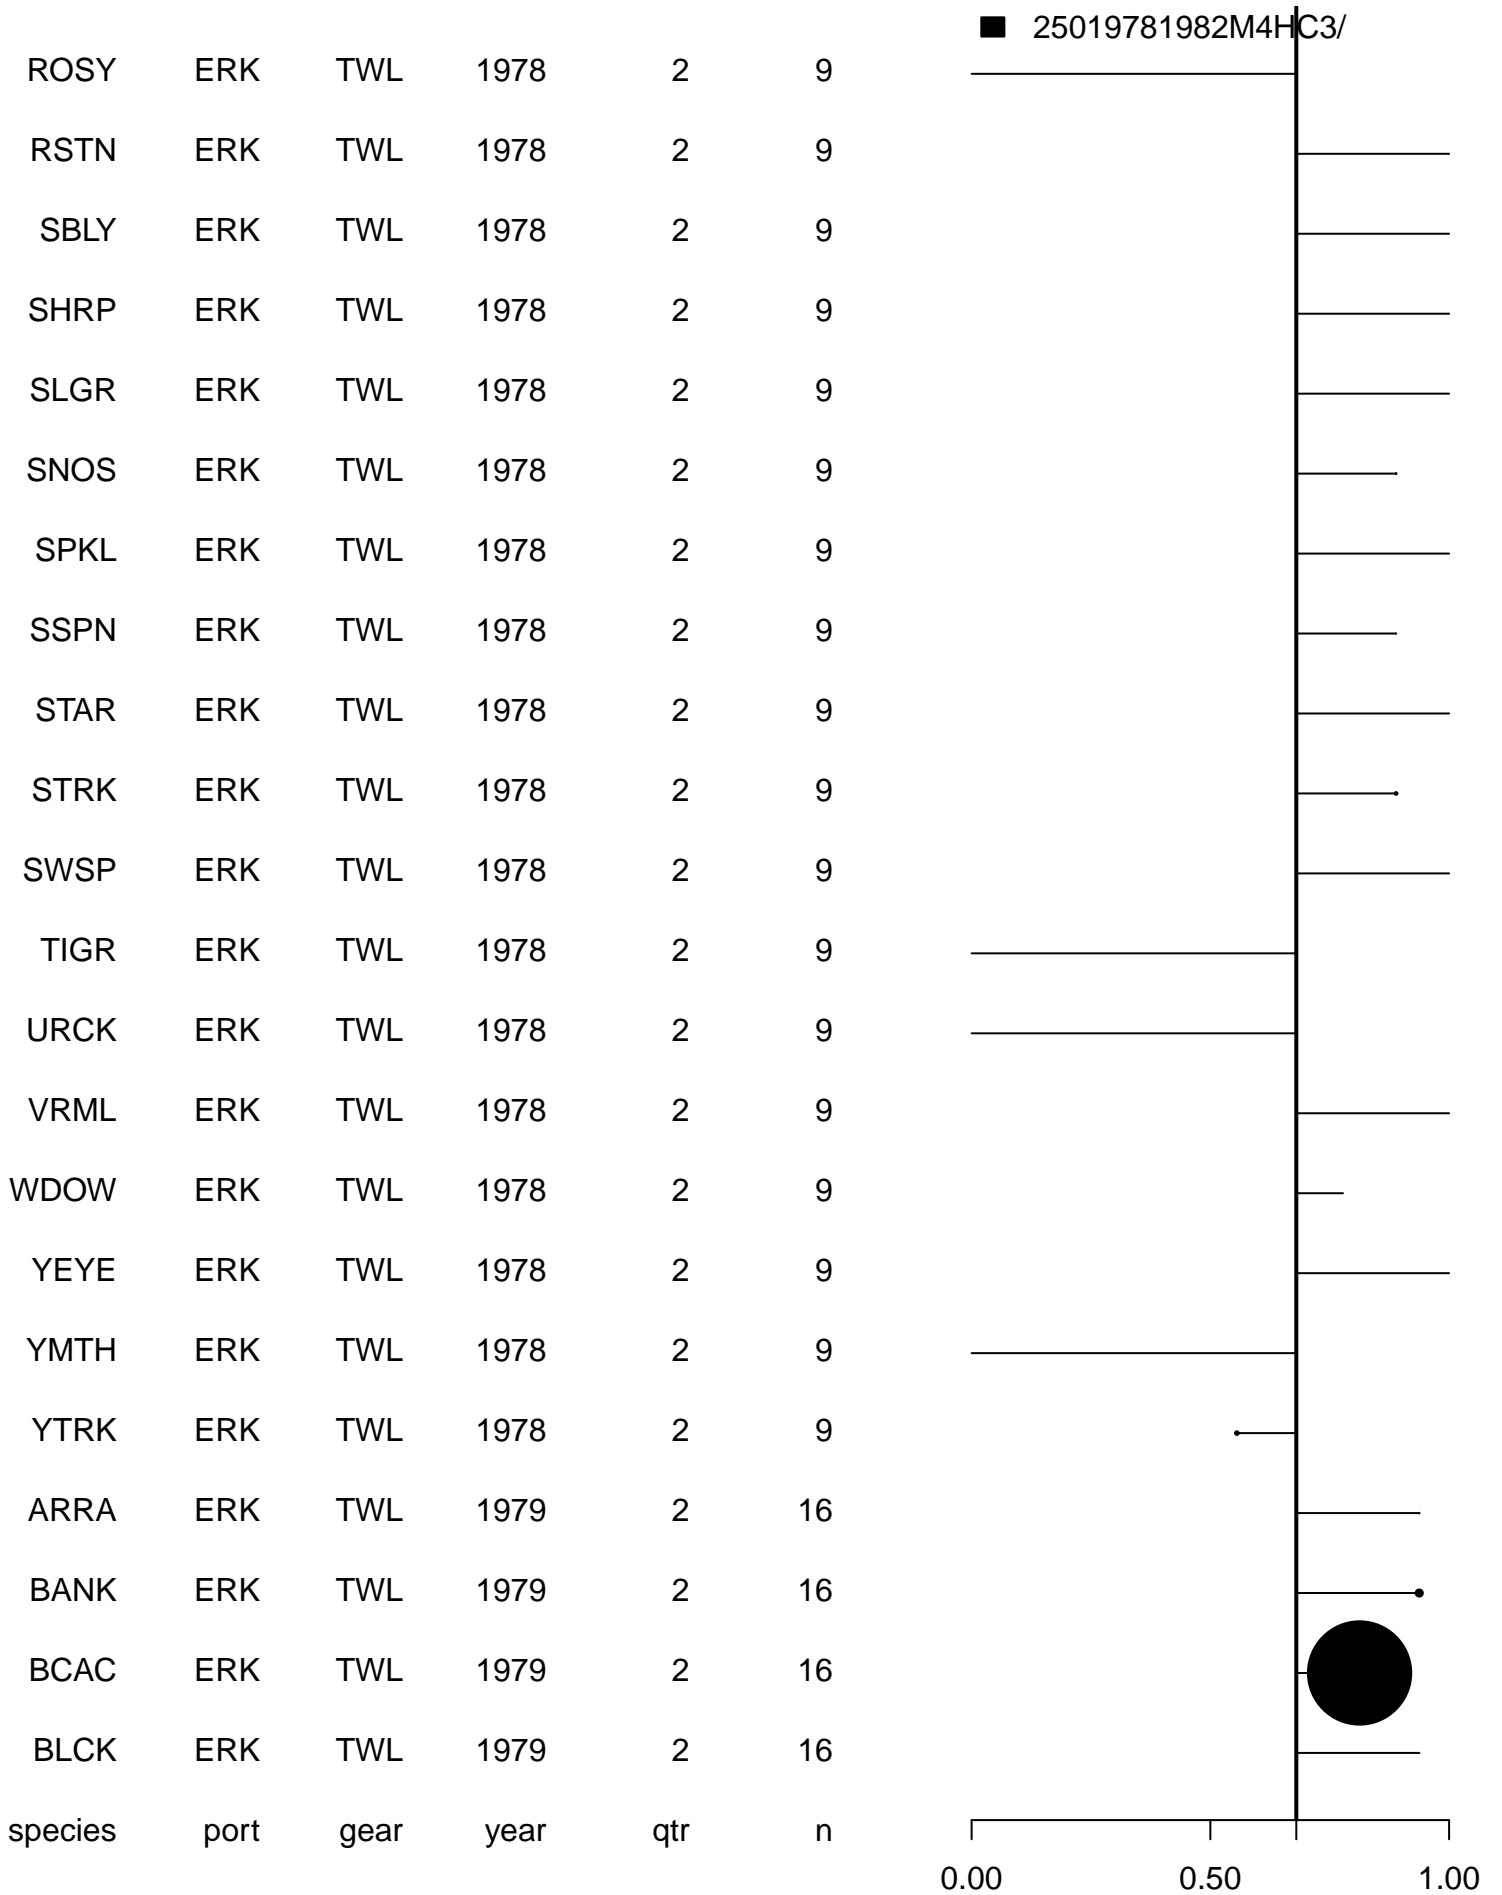 25019781982M4HC3/
ROSY ERK TWL 1978 2 9
RSTN ERK TWL 1978 2 9
SBLY ERK TWL 1978 2 9
SHRP ERK TWL 1978 2 9
SLGR ERK TWL 1978 2 9
SNOS ERK TWL 1978 2 9
SPKL ERK TWL 1978 2 9
SSPN ERK TWL 1978 2 9
STAR ERK TWL 1978 2 9
STRK ERK TWL 1978 2 9
SWSP ERK TWL 1978 2 9
TIGR ERK TWL 1978 2 9
URCK ERK TWL 1978 2 9
VRML ERK TWL 1978 2 9
WDOW ERK TWL 1978 2 9
YEYE ERK TWL 1978 2 9
YMTH ERK TWL 1978 2 9
YTRK ERK TWL 1978 2 9
ARRA ERK TWL 1979 2 16
BANK ERK TWL 1979 2 16
BCAC ERK TWL 1979 2 16
BLCK ERK TWL 1979 2 16
species port gear year qtr n
0.00 0.50 1.00